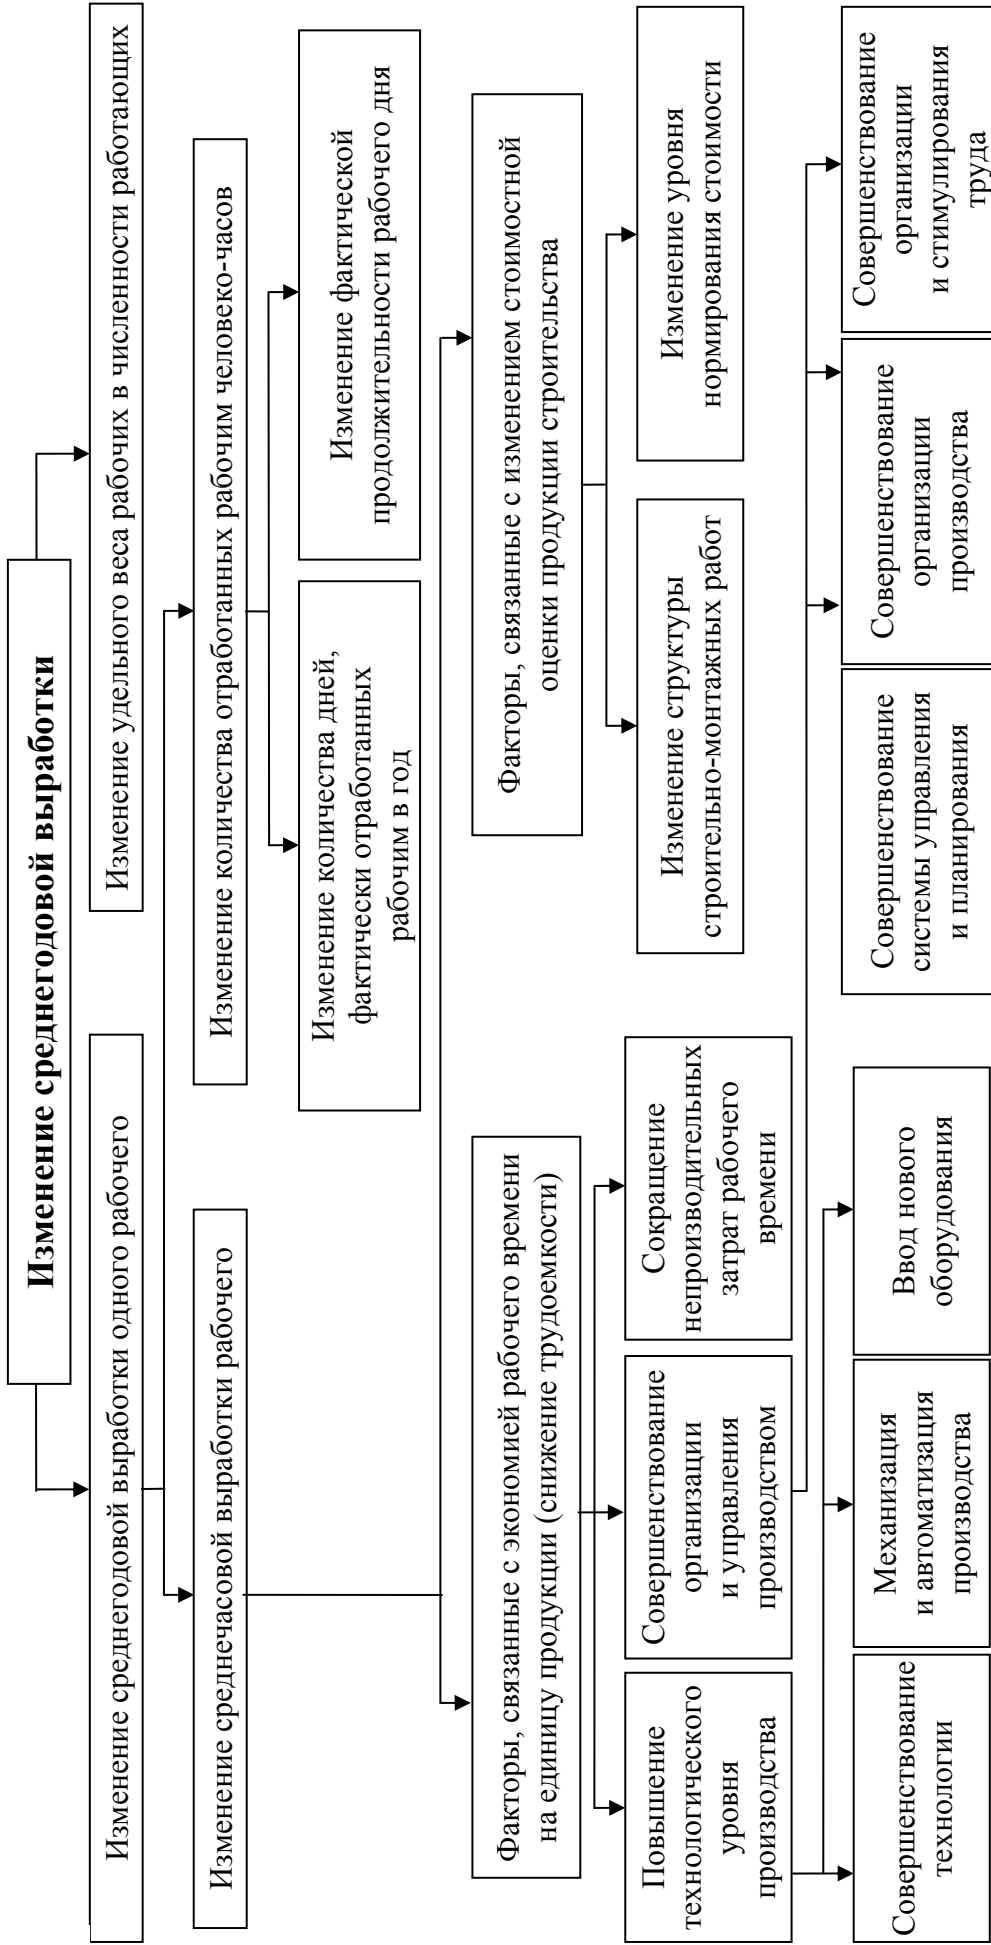 Изменение среднегодовой выработки
Изменение среднегодовой выработки одного рабочего
Изменение удельного веса рабочих в численности работающих
Изменение среднечасовой выработки рабочего
Изменение количества отработанных рабочим человеко-часов
Изменение количества дней,
фактически отработанных
рабочим в год
Изменение фактической
продолжительности рабочего дня
Факторы, связанные с экономией рабочего времени
на единицу продукции (снижение трудоемкости)
Факторы, связанные с изменением стоимостной
оценки продукции строительства
Повышение
технологического
уровня
производства
Совершенствование
организации
и управления
производством
Сокращение
непроизводительных
затрат рабочего
времени
Изменение структуры
строительно-монтажных работ
Изменение уровня
нормирования стоимости
Совершенствование
технологии
Механизация
и автоматизация
производства
Ввод нового
оборудования
Совершенствование
системы управления
и планирования
Совершенствование
организации
производства
Совершенствование
организации
и стимулирования
труда